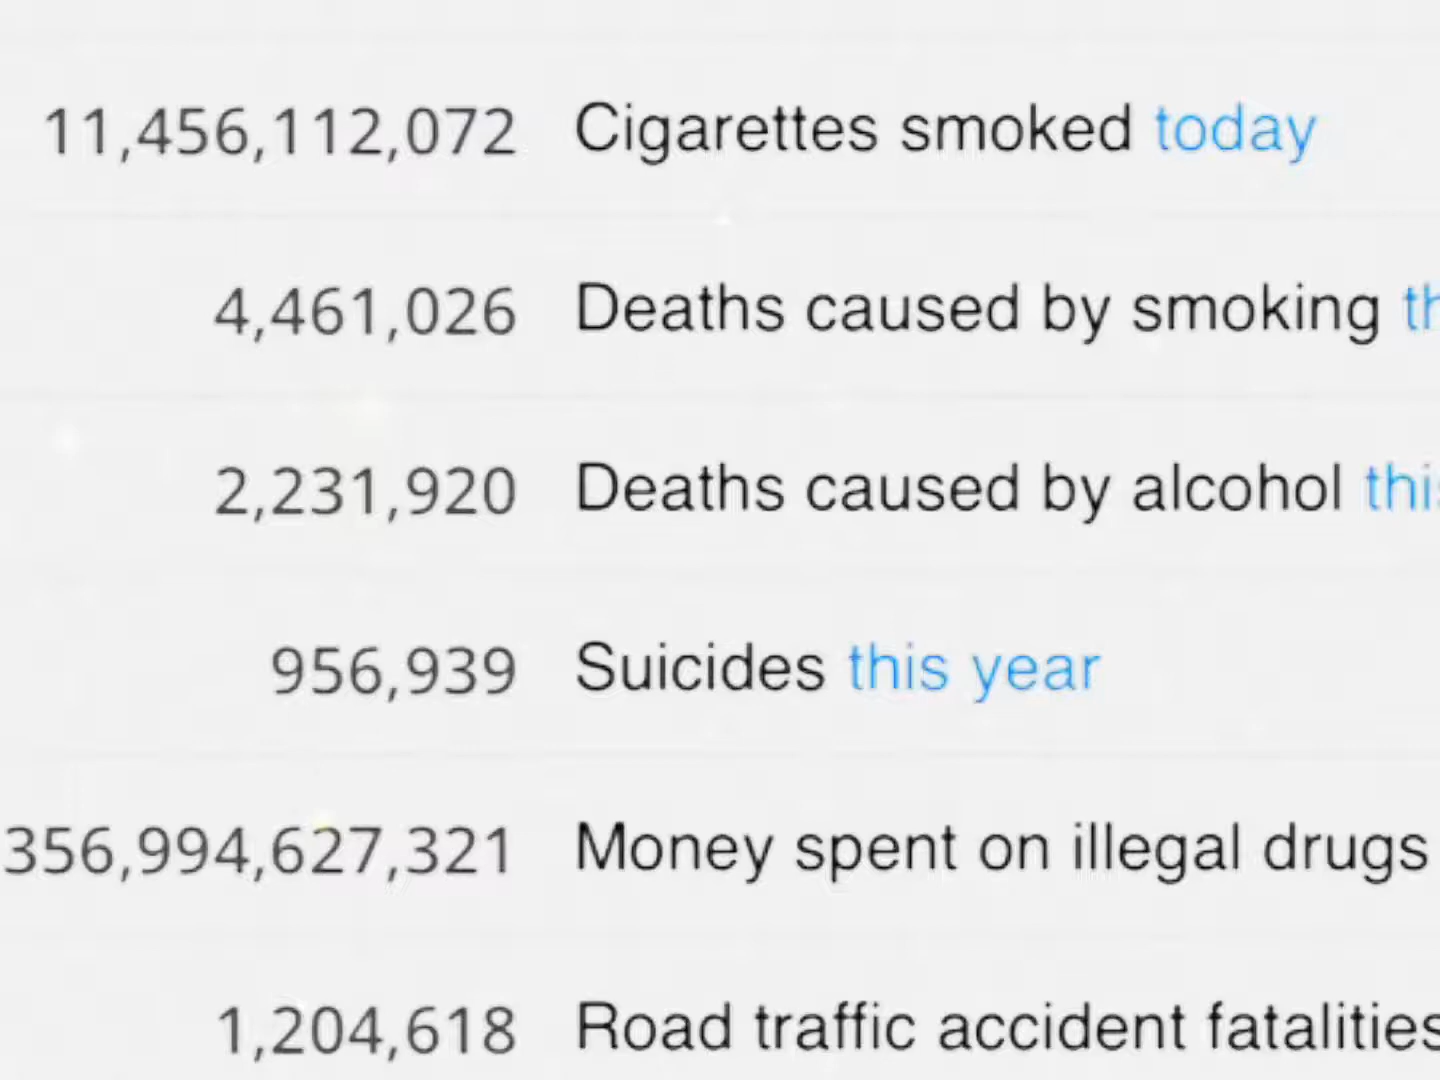 11,456,112,072 Cigarettes smoked today
4,461,026 Deaths caused by smoking
2,231,920 Deaths caused by alcohol
956,939 Suicides this year
356,994,627,321 Money spent on illegal drugs
1,204,618 Road traffic accident fatalities